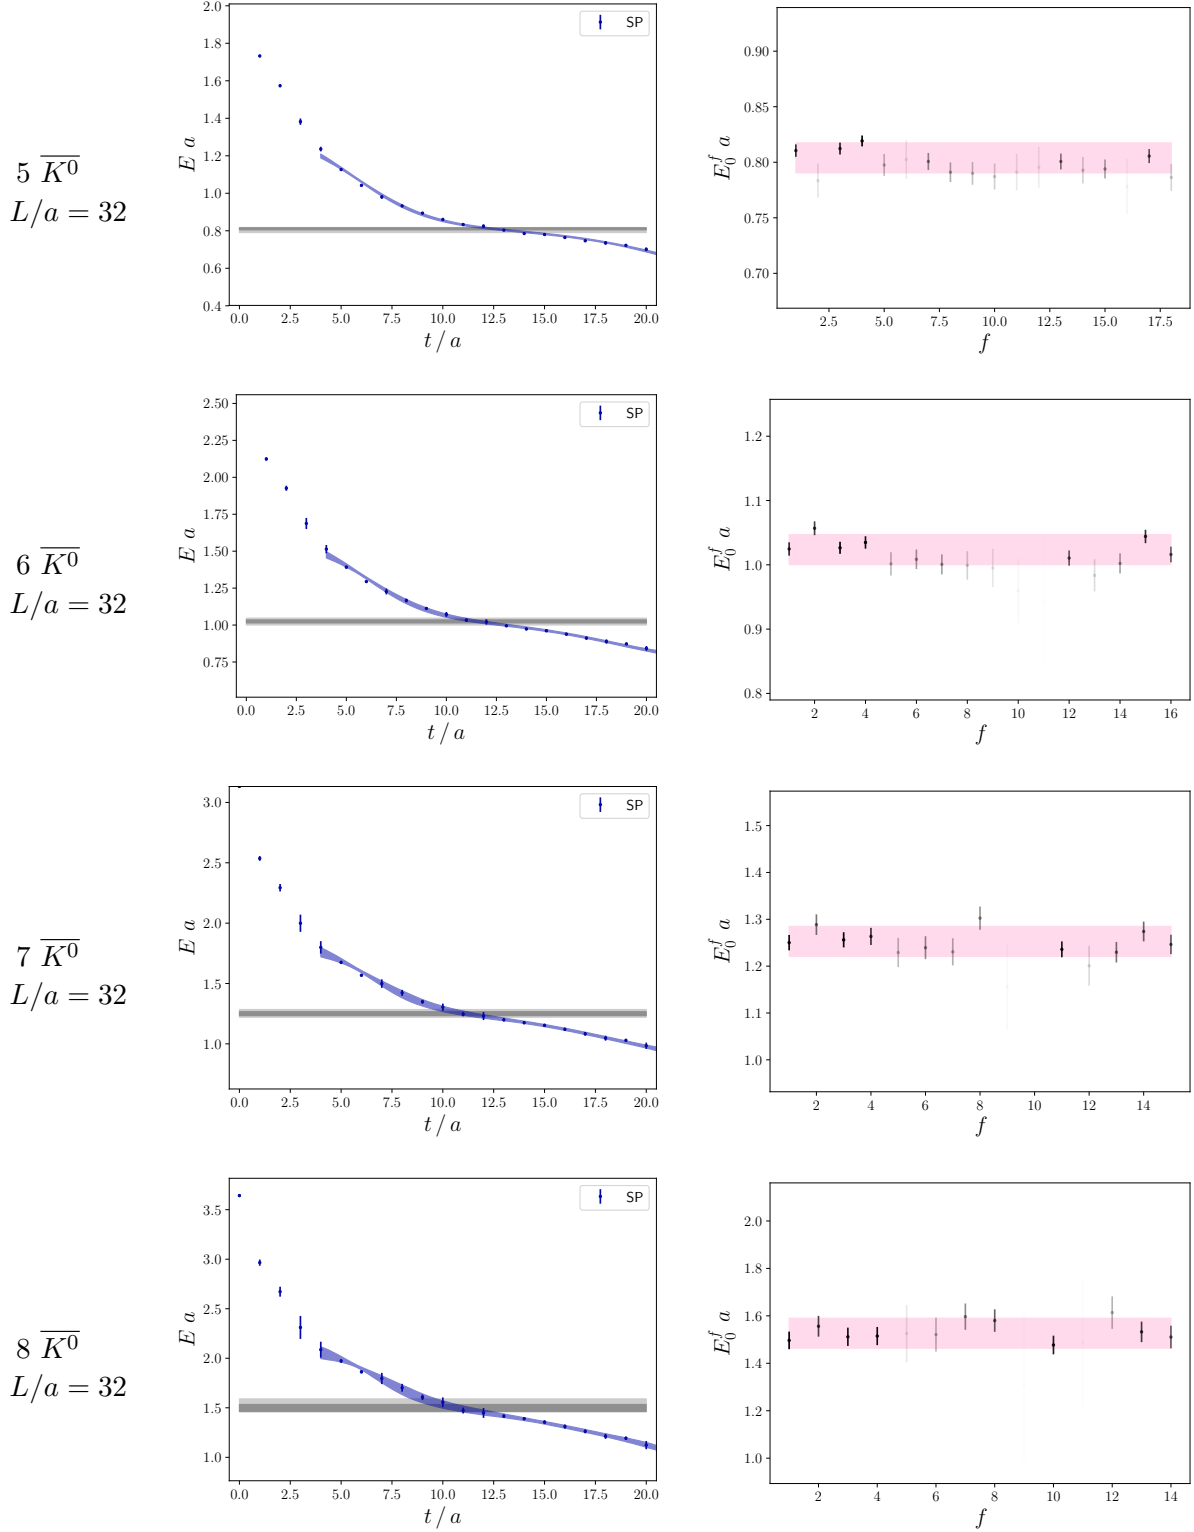 5 $\overline{K^0}$
L/a = 32
2.0
1.8
1.6
1.4
1.2
1.0
0.8
0.6
0.4
E a
SP
0.0 2.5 5.0 7.5 10.0 12.5 15.0 17.5 20.0
t / a
0.90
0.85
0.80
0.75
0.70
$E_0^f$ a
2.5 5.0 7.5 10.0 12.5 15.0 17.5
f
6 $\overline{K^0}$
L/a = 32
2.50
2.25
2.00
1.75
1.50
1.25
1.00
0.75
E a
SP
0.0 2.5 5.0 7.5 10.0 12.5 15.0 17.5 20.0
t / a
1.2
1.1
1.0
0.9
0.8
$E_0^f$ a
2 4 6 8 10 12 14 16
f
7 $\overline{K^0}$
L/a = 32
3.0
2.5
2.0
1.5
1.0
E a
SP
0.0 2.5 5.0 7.5 10.0 12.5 15.0 17.5 20.0
t / a
1.5
1.4
1.3
1.2
1.1
1.0
$E_0^f$ a
2 4 6 8 10 12 14
f
8 $\overline{K^0}$
L/a = 32
3.5
3.0
2.5
2.0
1.5
1.0
E a
SP
0.0 2.5 5.0 7.5 10.0 12.5 15.0 17.5 20.0
t / a
2.0
1.8
1.6
1.4
1.2
1.0
$E_0^f$ a
2 4 6 8 10 12 14
f